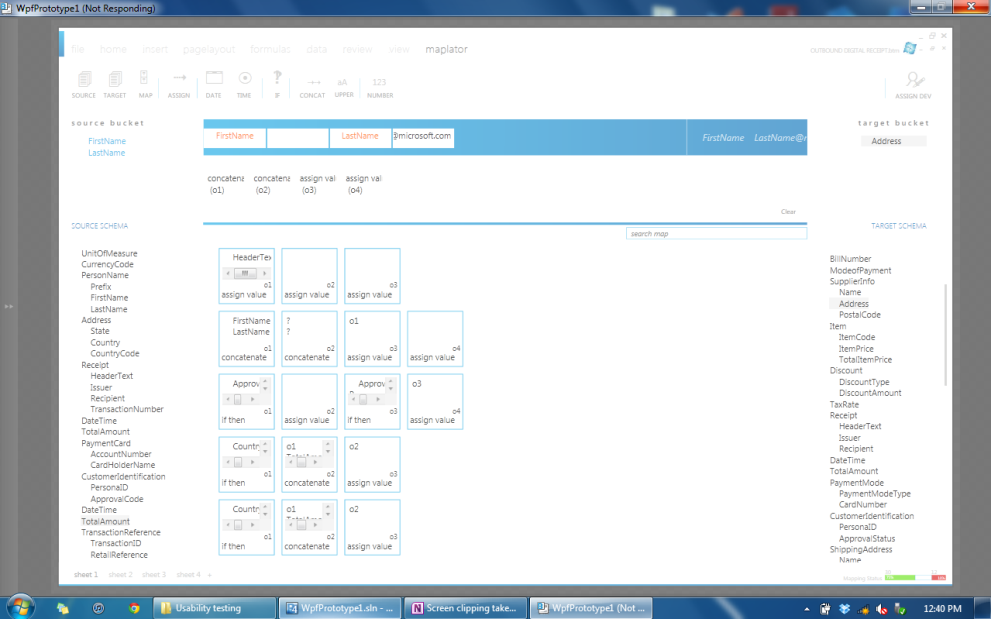 WpfPrototype1 (Not Responding)
file home insert pagelayout formulas data review view maplator
OUTBOUND DIGITAL RECEIPT
SOURCE TARGET MAP ASSIGN DATE TIME IF CONCAT UPPER NUMBER ASSIGN DEV
aA 123
source bucket
FirstName
LastName
FirstName LastName @microsoft.com
FirstName LastName@
target bucket
Address
concatena concatena assign val assign val
(o1) (o2) (o3) (o4)
Clear
SOURCE SCHEMA
search map
TARGET SCHEMA
UnitOfMeasure
CurrencyCode
PersonName
Prefix
FirstName
LastName
Address
State
Country
CountryCode
Receipt
HeaderText
Issuer
Recipient
TransactionNumber
DateTime
TotalAmount
PaymentCard
AccountNumber
CardHolderName
CustomerIdentification
PersonalID
ApprovalCode
DateTime
TotalAmount
TransactionReference
TransactionID
RetailReference
HeaderTex
o1 o2 o3
assign value assign value assign value
FirstName ? o1
LastName ?
o1 o2 o3 o4
concatenate concatenate assign value assign value
Approv Approv o3
o1 o2 o3 o4
if then assign value if then assign value
Country o1 o2
o1 o2 o3
if then concatenate assign value
Country o1 o2
o1 o2 o3
if then concatenate assign value
BillNumber
ModeofPayment
SupplierInfo
Name
Address
PostalCode
Item
ItemCode
ItemPrice
TotalItemPrice
Discount
DiscountType
DiscountAmount
TaxRate
Receipt
HeaderText
Issuer
Recipient
DateTime
TotalAmount
PaymentMode
PaymentModeType
CardNumber
CustomerIdentification
PersonalID
ApprovalStatus
ShippingAddress
Name
sheet 1 sheet 2 sheet 3 sheet 4 +
Mapping Status
Usability testing
WpfPrototype1.sln - ...
Screen clipping take...
WpfPrototype1 (Not ...
12:40 PM